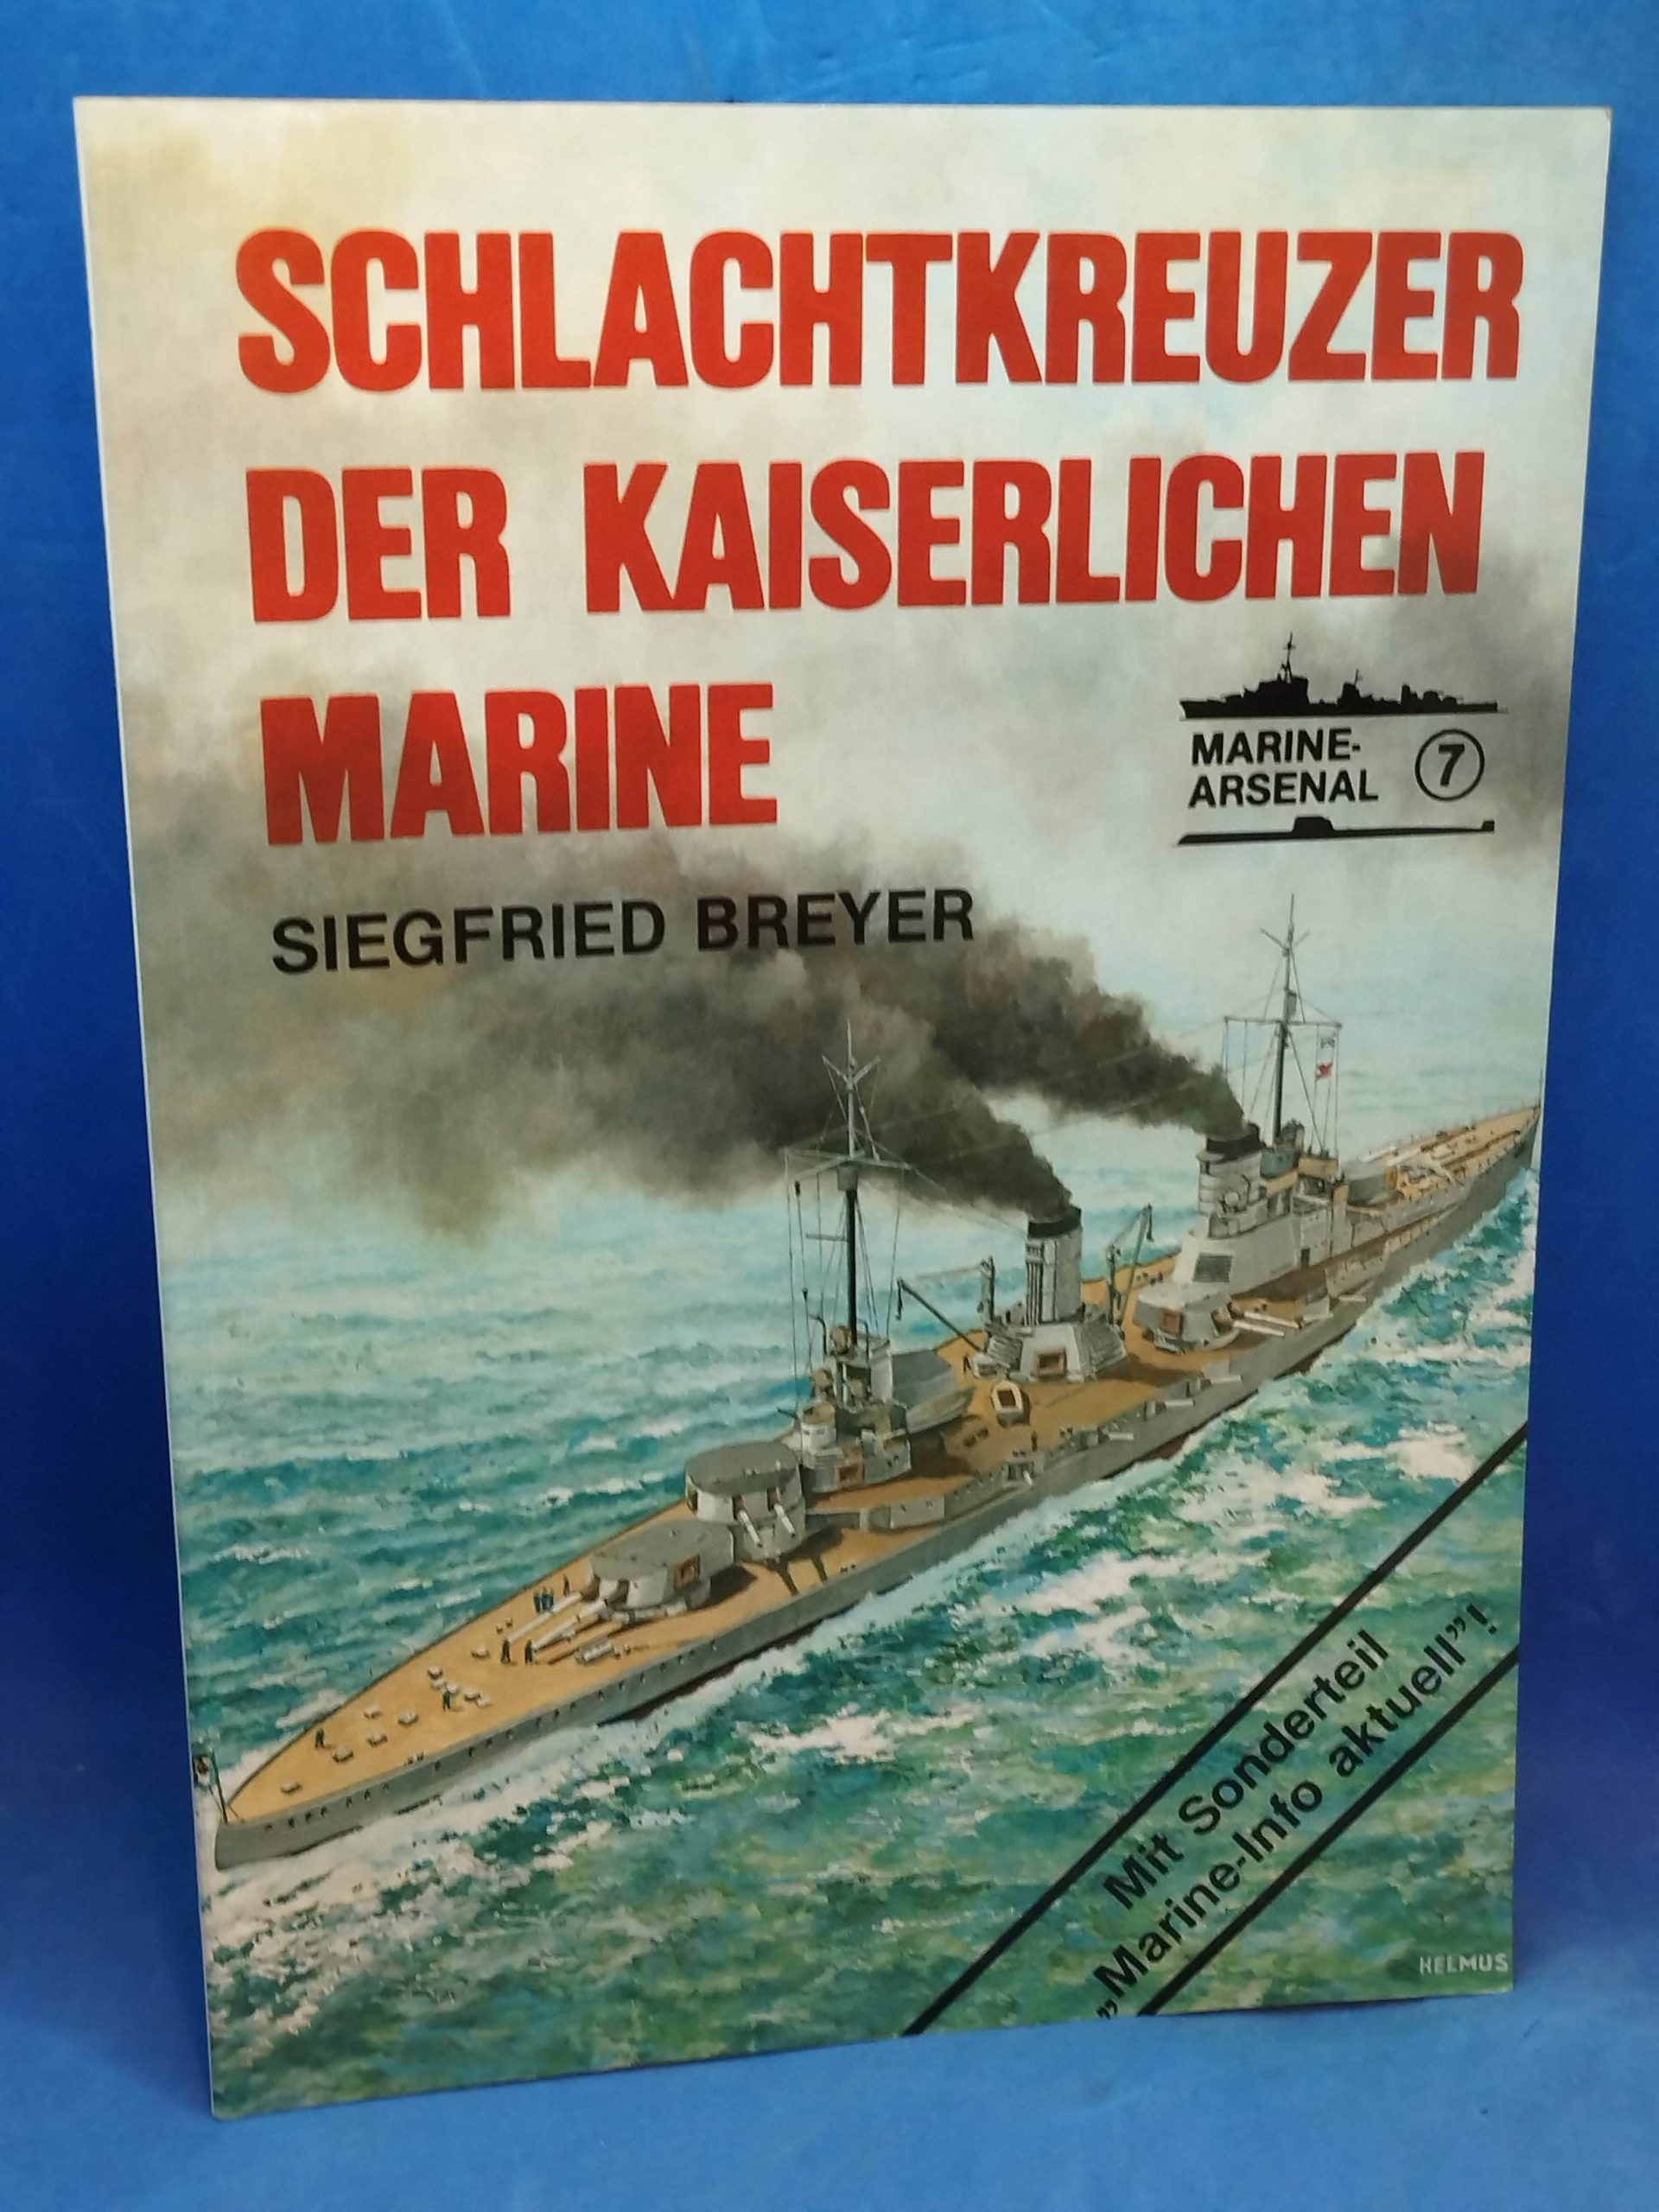 SCHLACHTKREUZER
DER KAISERLICHEN
MARINE
MARINE-
ARSENAL 7
SIEGFRIED BREYER
Mit Sonderteil
„Marine-Info aktuell”!
HELMUS